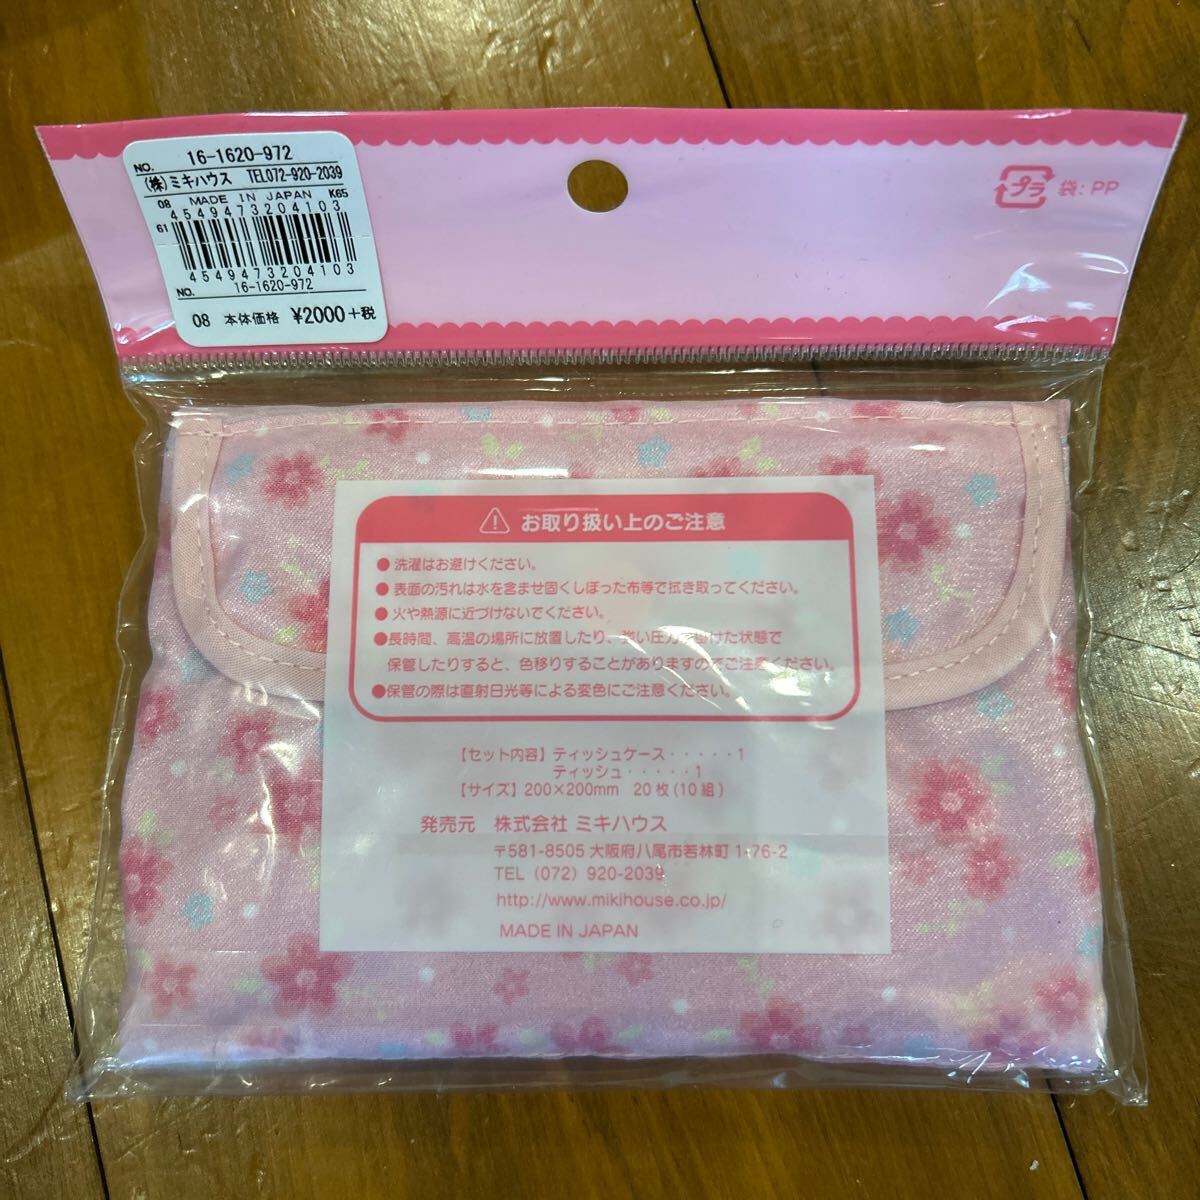 NO. 16-1620-972
(株)ミキハウス TEL072-920-2039
08 MADE IN JAPAN K65
4549473204103
61
4549473204103
NO. 16-1620-972
08 本体価格 ¥2000+税
プラ 袋:PP
お取り扱い上のご注意
●洗濯はお避けください。
●表面の汚れは水を含ませ固くしぼった布等で拭き取ってください。
●火や熱源に近づけないでください。
●長時間、高温の場所に放置したり、強い圧力を掛けた状態で
保管したりすると、色移りすることがありますのでご注意ください。
●保管の際は直射日光等による変色にご注意ください。
【セット内容】ティッシュケース・・・・・1
ティッシュ・・・・・1
【サイズ】200×200mm 20枚(10組)
発売元 株式会社 ミキハウス
〒581-8505 大阪府八尾市若林町1-76-2
TEL (072) 920-2039
http://www.mikihouse.co.jp/
MADE IN JAPAN